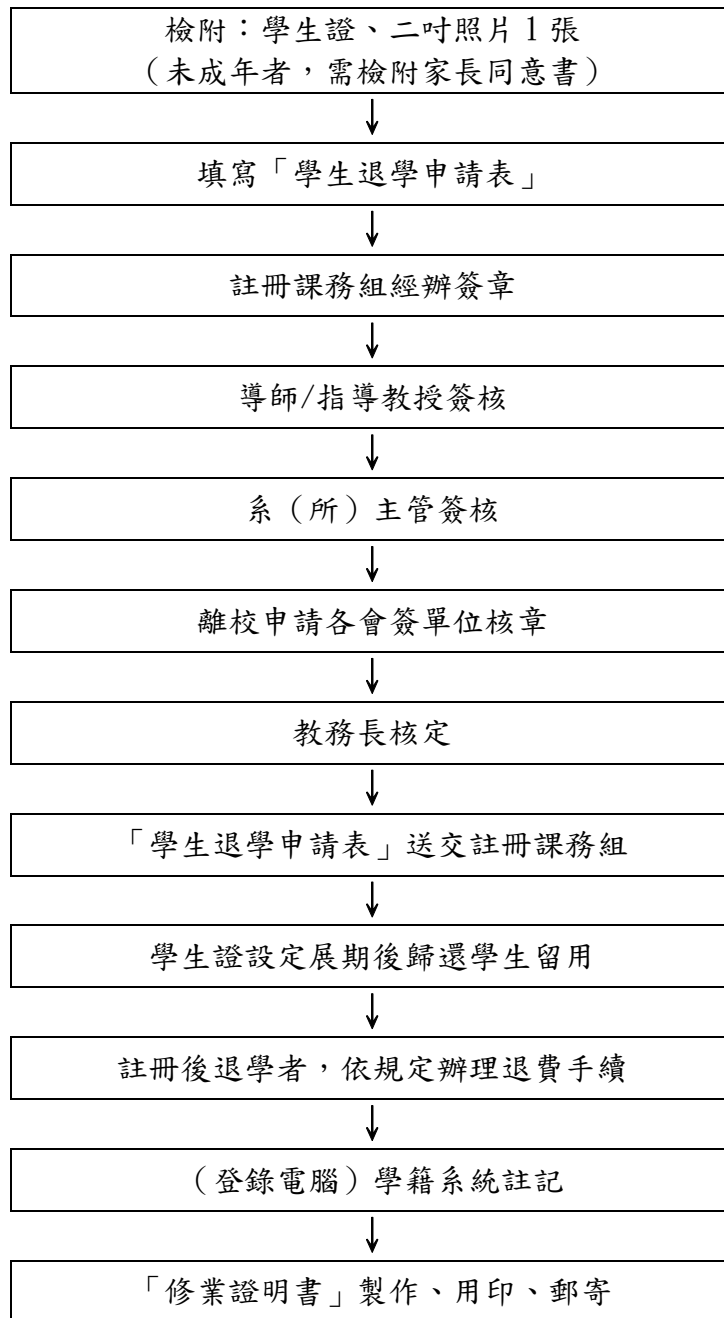 檢附：學生證、二吋照片1張
（未成年者，需檢附家長同意書）
填寫「學生退學申請表」
註冊課務組經辦簽章
導師/指導教授簽核
系（所）主管簽核
離校申請各會簽單位核章
教務長核定
「學生退學申請表」送交註冊課務組
學生證設定展期後歸還學生留用
註冊後退學者，依規定辦理退費手續
（登錄電腦）學籍系統註記
「修業證明書」製作、用印、郵寄